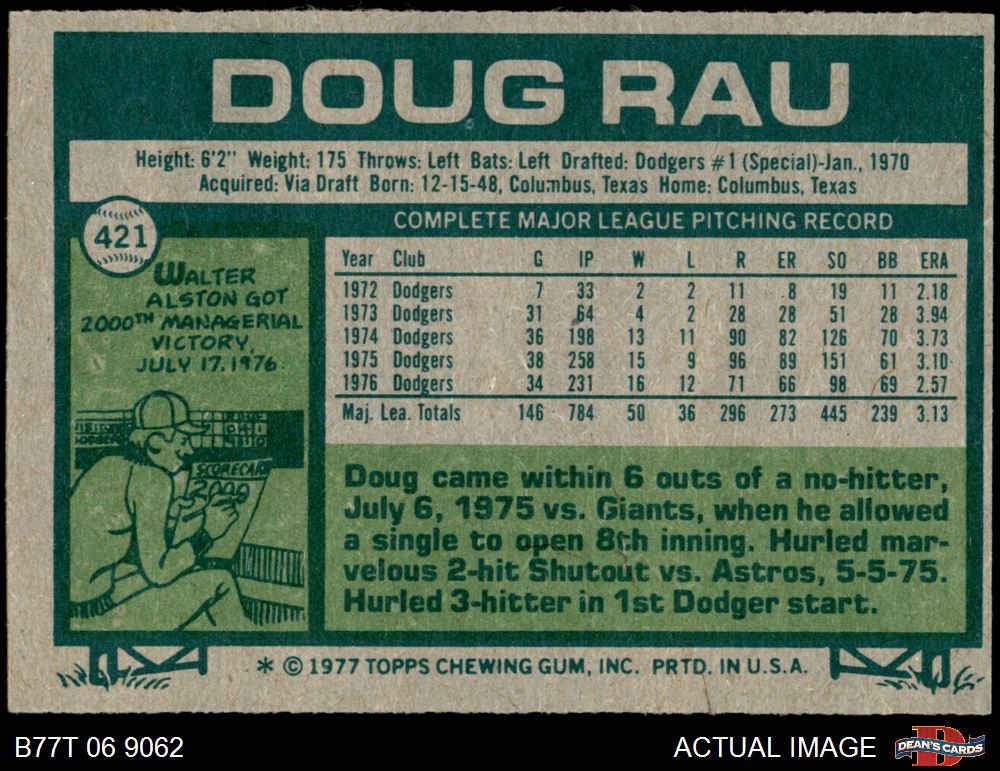 DOUG RAU
Height: 6'2" Weight: 175 Throws: Left Bats: Left Drafted: Dodgers #1 (Special)-Jan., 1970
Acquired: Via Draft Born: 12-15-48, Columbus, Texas Home: Columbus, Texas
421
WALTER
ALSTON GOT
2000TH MANAGERIAL
VICTORY,
JULY 17, 1976.
SCORECARD
2000
COMPLETE MAJOR LEAGUE PITCHING RECORD
Year Club G IP W L R ER SO BB ERA
1972 Dodgers 7 33 2 2 11 8 19 11 2.18
1973 Dodgers 31 64 4 2 28 28 51 28 3.94
1974 Dodgers 36 198 13 11 90 82 126 70 3.73
1975 Dodgers 38 258 15 9 96 89 151 61 3.10
1976 Dodgers 34 231 16 12 71 66 98 69 2.57
Maj. Lea. Totals 146 784 50 36 296 273 445 239 3.13
Doug came within 6 outs of a no-hitter,
July 6, 1975 vs. Giants, when he allowed
a single to open 8th inning. Hurled mar-
velous 2-hit Shutout vs. Astros, 5-5-75.
Hurled 3-hitter in 1st Dodger start.
* © 1977 TOPPS CHEWING GUM, INC. PRTD. IN U.S.A.
B77T 06 9062
ACTUAL IMAGE
DEAN'S CARDS